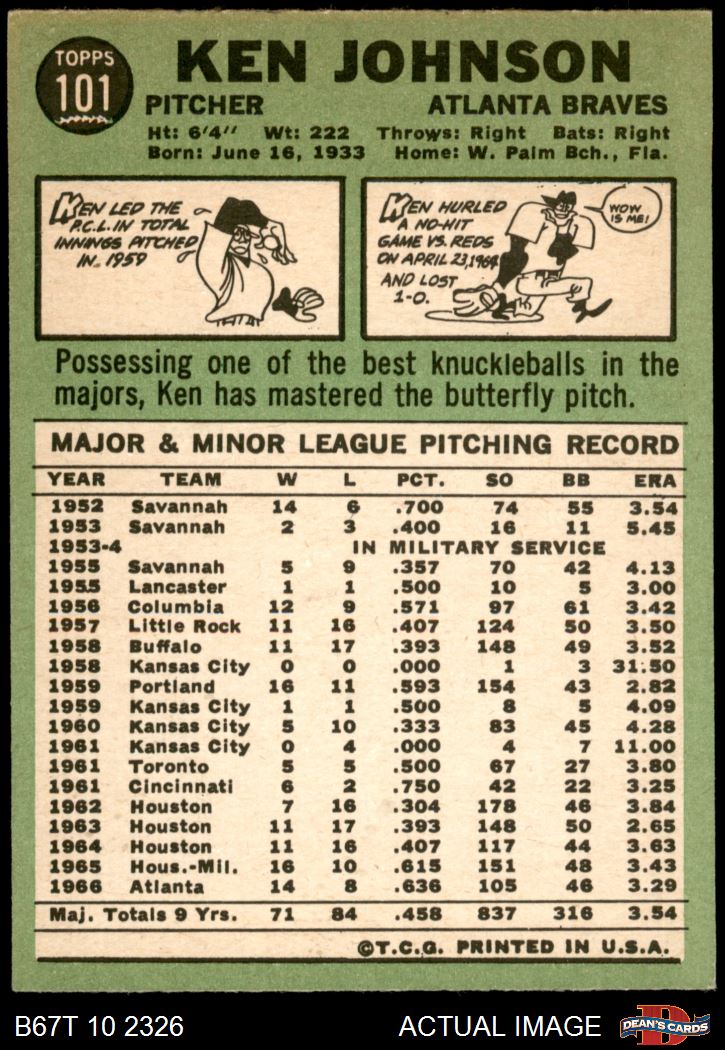 TOPPS
101
KEN JOHNSON
PITCHER ATLANTA BRAVES
Ht: 6'4" Wt: 222 Throws: Right Bats: Right
Born: June 16, 1933 Home: W. Palm Bch., Fla.
KEN LED THE
P.C.L. IN TOTAL
INNINGS PITCHED
IN 1959
KEN HURLED
A NO-HIT
GAME VS. REDS
ON APRIL 23, 1964
AND LOST
1-0.
WOW
IS ME!
Possessing one of the best knuckleballs in the
majors, Ken has mastered the butterfly pitch.
MAJOR & MINOR LEAGUE PITCHING RECORD
YEAR TEAM W L PCT. SO BB ERA
1952 Savannah 14 6 .700 74 55 3.54
1953 Savannah 2 3 .400 16 11 5.45
1953-4 IN MILITARY SERVICE
1955 Savannah 5 9 .357 70 42 4.13
1955 Lancaster 1 1 .500 10 5 3.00
1956 Columbia 12 9 .571 97 61 3.42
1957 Little Rock 11 16 .407 124 50 3.50
1958 Buffalo 11 17 .393 148 49 3.52
1958 Kansas City 0 0 .000 1 3 31.50
1959 Portland 16 11 .593 154 43 2.82
1959 Kansas City 1 1 .500 8 5 4.09
1960 Kansas City 5 10 .333 83 45 4.28
1961 Kansas City 0 4 .000 4 7 11.00
1961 Toronto 5 5 .500 67 27 3.80
1961 Cincinnati 6 2 .750 42 22 3.25
1962 Houston 7 16 .304 178 46 3.84
1963 Houston 11 17 .393 148 50 2.65
1964 Houston 11 16 .407 117 44 3.63
1965 Hous.-Mil. 16 10 .615 151 48 3.43
1966 Atlanta 14 8 .636 105 46 3.29
Maj. Totals 9 Yrs. 71 84 .458 837 316 3.54
©T.C.G. PRINTED IN U.S.A.
B67T 10 2326 ACTUAL IMAGE
DEAN'S CARDS